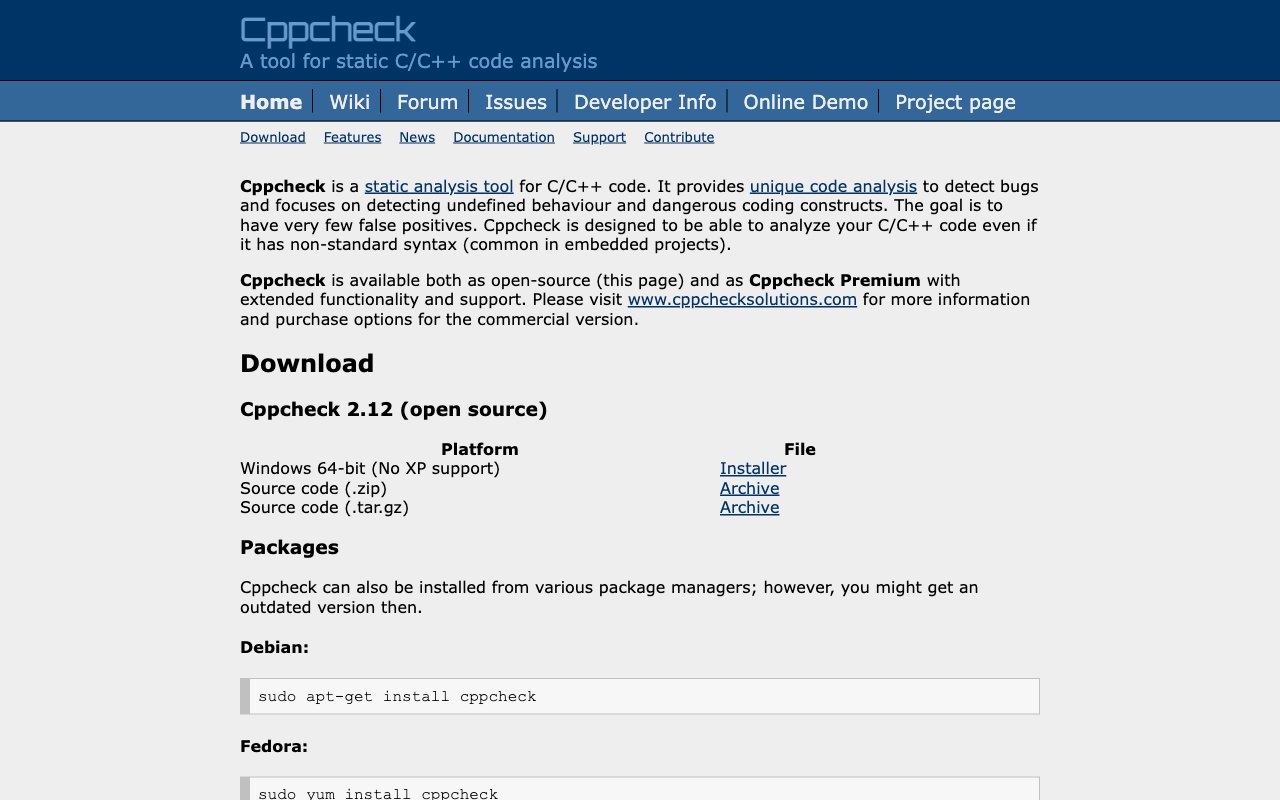 Cppcheck
A tool for static C/C++ code analysis
Home Wiki Forum Issues Developer Info Online Demo Project page
Download Features News Documentation Support Contribute
Cppcheck is a static analysis tool for C/C++ code. It provides unique code analysis to detect bugs
and focuses on detecting undefined behaviour and dangerous coding constructs. The goal is to
have very few false positives. Cppcheck is designed to be able to analyze your C/C++ code even if
it has non-standard syntax (common in embedded projects).
Cppcheck is available both as open-source (this page) and as Cppcheck Premium with
extended functionality and support. Please visit www.cppchecksolutions.com for more information
and purchase options for the commercial version.
Download
Cppcheck 2.12 (open source)
Platform File
Windows 64-bit (No XP support) Installer
Source code (.zip) Archive
Source code (.tar.gz) Archive
Packages
Cppcheck can also be installed from various package managers; however, you might get an
outdated version then.
Debian:
sudo apt-get install cppcheck
Fedora:
sudo yum install cppcheck